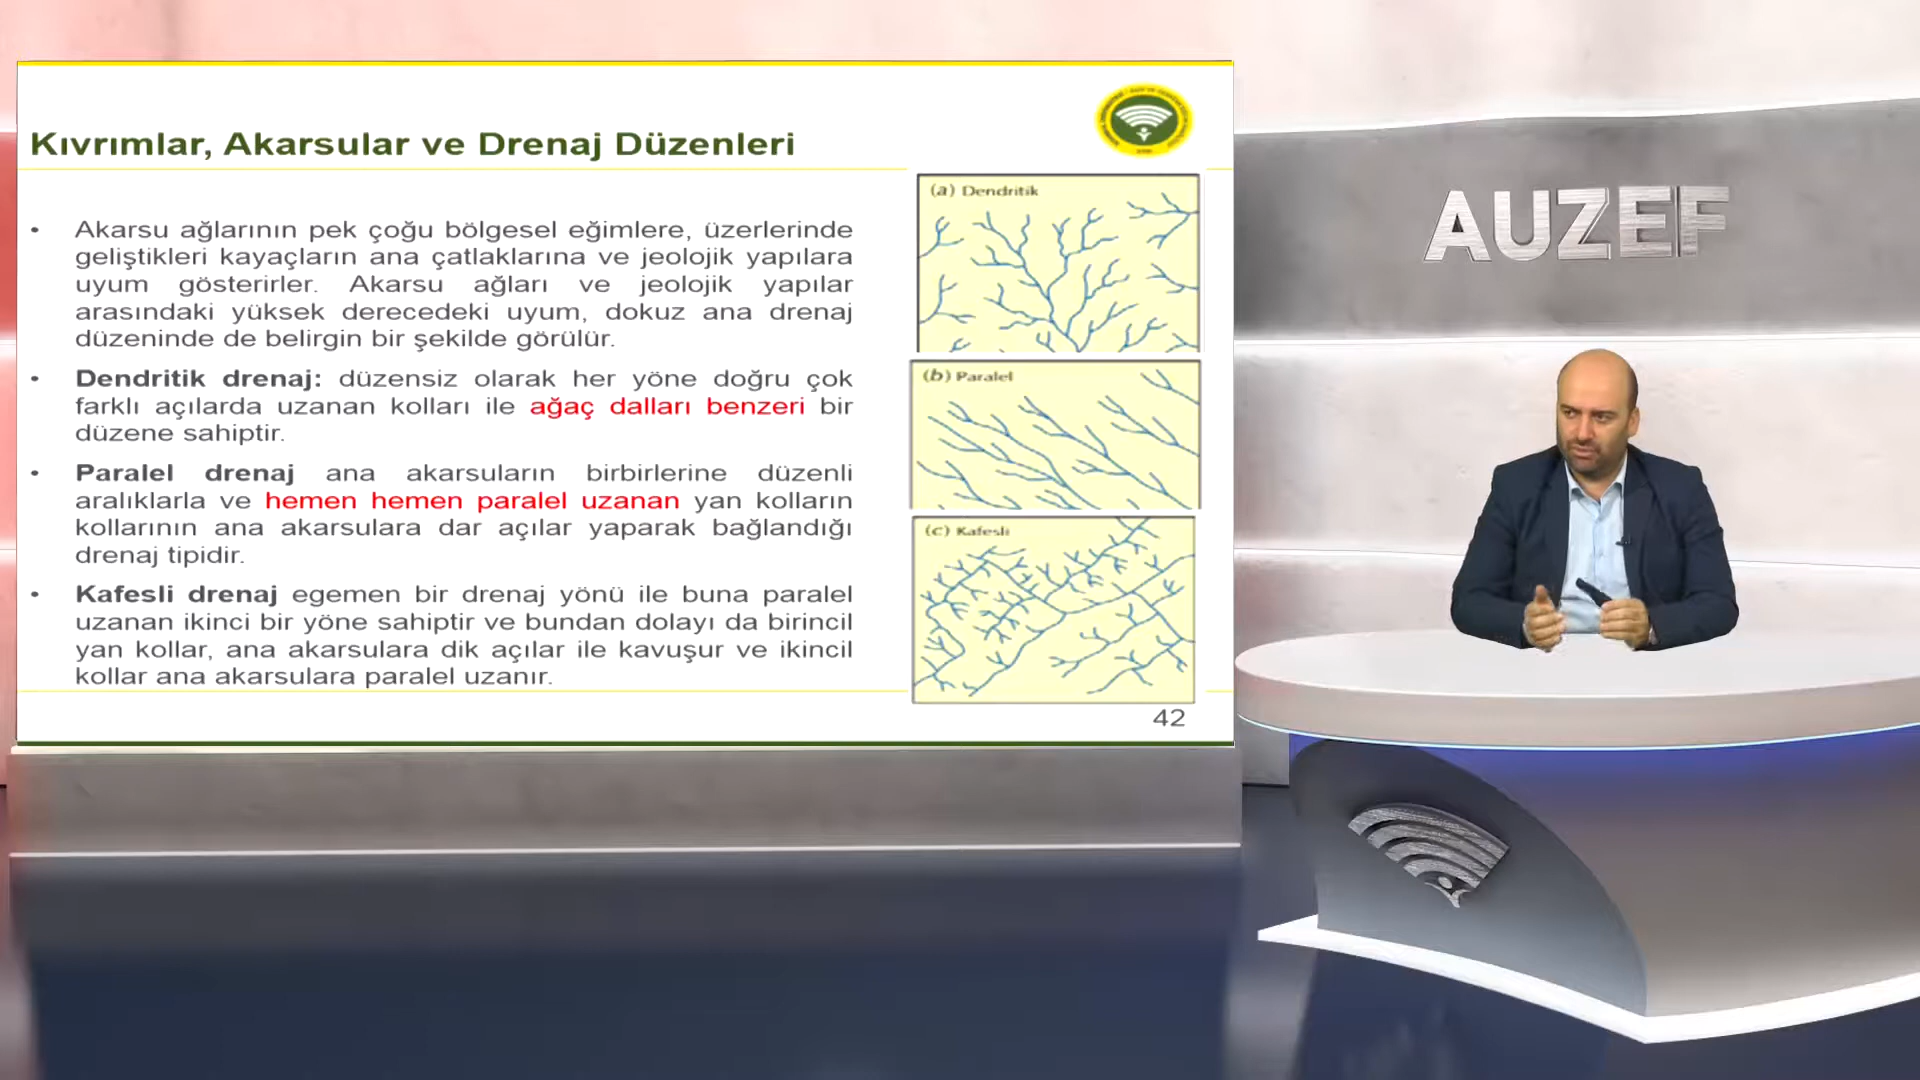 Kıvrımlar, Akarsular ve Drenaj Düzenleri
• Akarsu ağlarının pek çoğu bölgesel eğimlere, üzerlerinde
geliştikleri kayaçların ana çatlaklarına ve jeolojik yapılara
uyum gösterirler. Akarsu ağları ve jeolojik yapılar
arasındaki yüksek derecedeki uyum, dokuz ana drenaj
düzeninde de belirgin bir şekilde görülür.
• Dendritik drenaj: düzensiz olarak her yöne doğru çok
farklı açılarda uzanan kolları ile ağaç dalları benzeri bir
düzene sahiptir.
• Paralel drenaj ana akarsuların birbirlerine düzenli
aralıklarla ve hemen hemen paralel uzanan yan kolların
kollarının ana akarsulara dar açılar yaparak bağlandığı
drenaj tipidir.
• Kafesli drenaj egemen bir drenaj yönü ile buna paralel
uzanan ikinci bir yöne sahiptir ve bundan dolayı da birincil
yan kollar, ana akarsulara dik açılar ile kavuşur ve ikincil
kollar ana akarsulara paralel uzanır.
(a) Dendritik
(b) Paralel
(c) Kafesli
42
AUZEF